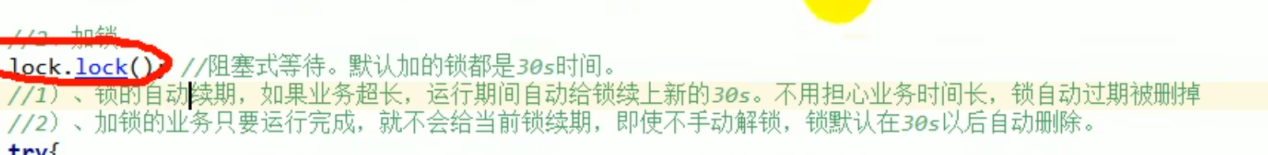 //2、加锁
lock.lock(); //阻塞式等待。默认加的锁都是30s时间。
//1）、锁的自动续期，如果业务超长，运行期间自动给锁续上新的30s。不用担心业务时间长，锁自动过期被删掉
//2）、加锁的业务只要运行完成，就不会给当前锁续期，即使不手动解锁，锁默认在30s以后自动删除。
try{